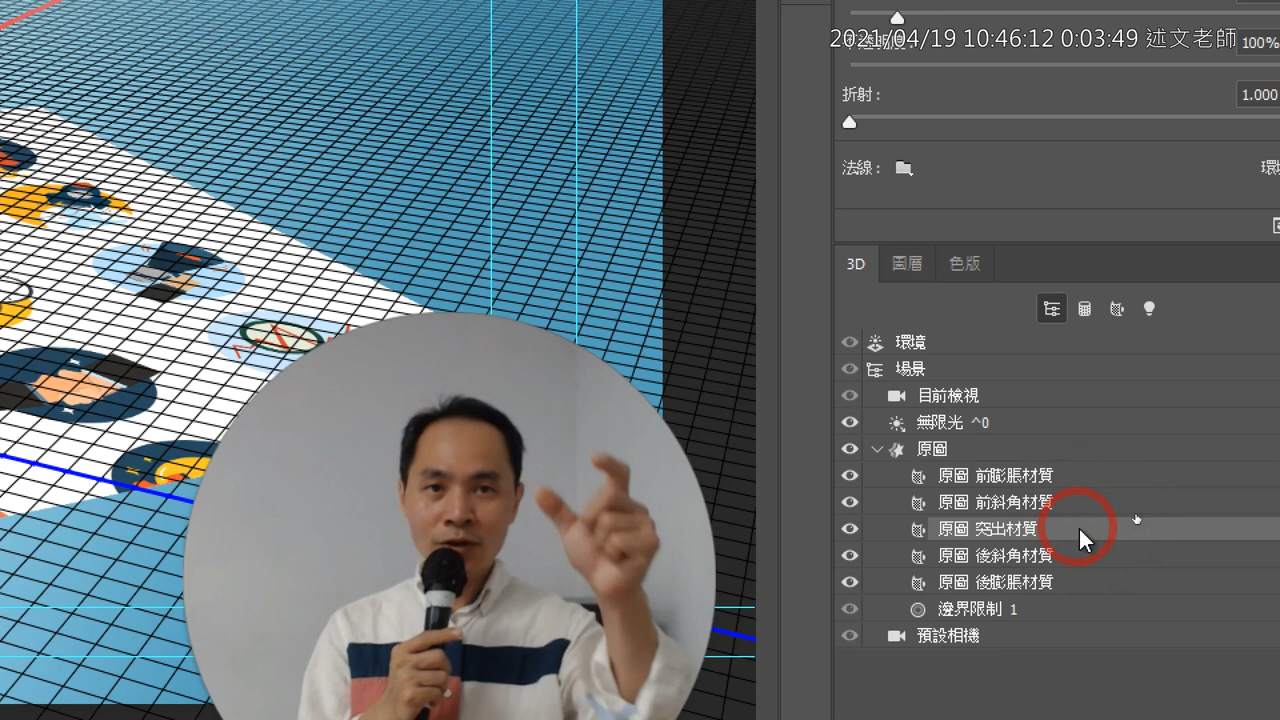 2021/04/19 10:46:12 0:03:49 述文老師
100%
折射：
1.000
法線：
3D
圖層
色版
環境
場景
目前檢視
無限光 ^0
原圖
原圖 前膨脹材質
原圖 前斜角材質
原圖 突出材質
原圖 後斜角材質
原圖 後膨脹材質
邊界限制 1
預設相機